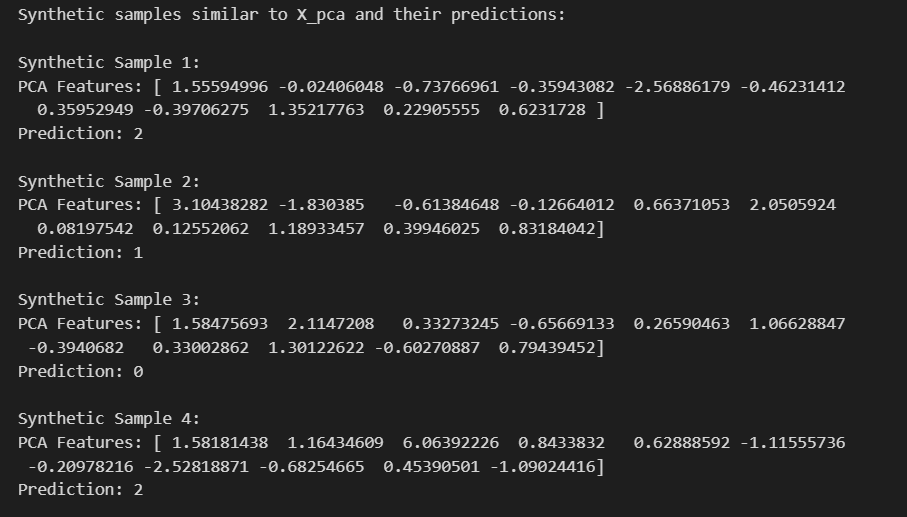 Synthetic samples similar to X_pca and their predictions:
Synthetic Sample 1:
PCA Features: [ 1.55594996 -0.02406048 -0.73766961 -0.35943082 -2.56886179 -0.46231412
0.35952949 -0.39706275  1.35217763  0.22905555  0.6231728 ]
Prediction: 2
Synthetic Sample 2:
PCA Features: [ 3.10438282 -1.830385   -0.61384648 -0.12664012  0.66371053  2.0505924
0.08197542  0.12552062  1.18933457  0.39946025  0.83184042]
Prediction: 1
Synthetic Sample 3:
PCA Features: [ 1.58475693  2.1147208   0.33273245 -0.65669133  0.26590463  1.06628847
-0.3940682   0.33002862  1.30122622 -0.60270887  0.79439452]
Prediction: 0
Synthetic Sample 4:
PCA Features: [ 1.58181438  1.16434609  6.06392226  0.8433832   0.62888592 -1.11555736
-0.20978216 -2.52818871 -0.68254665  0.45390501 -1.09024416]
Prediction: 2